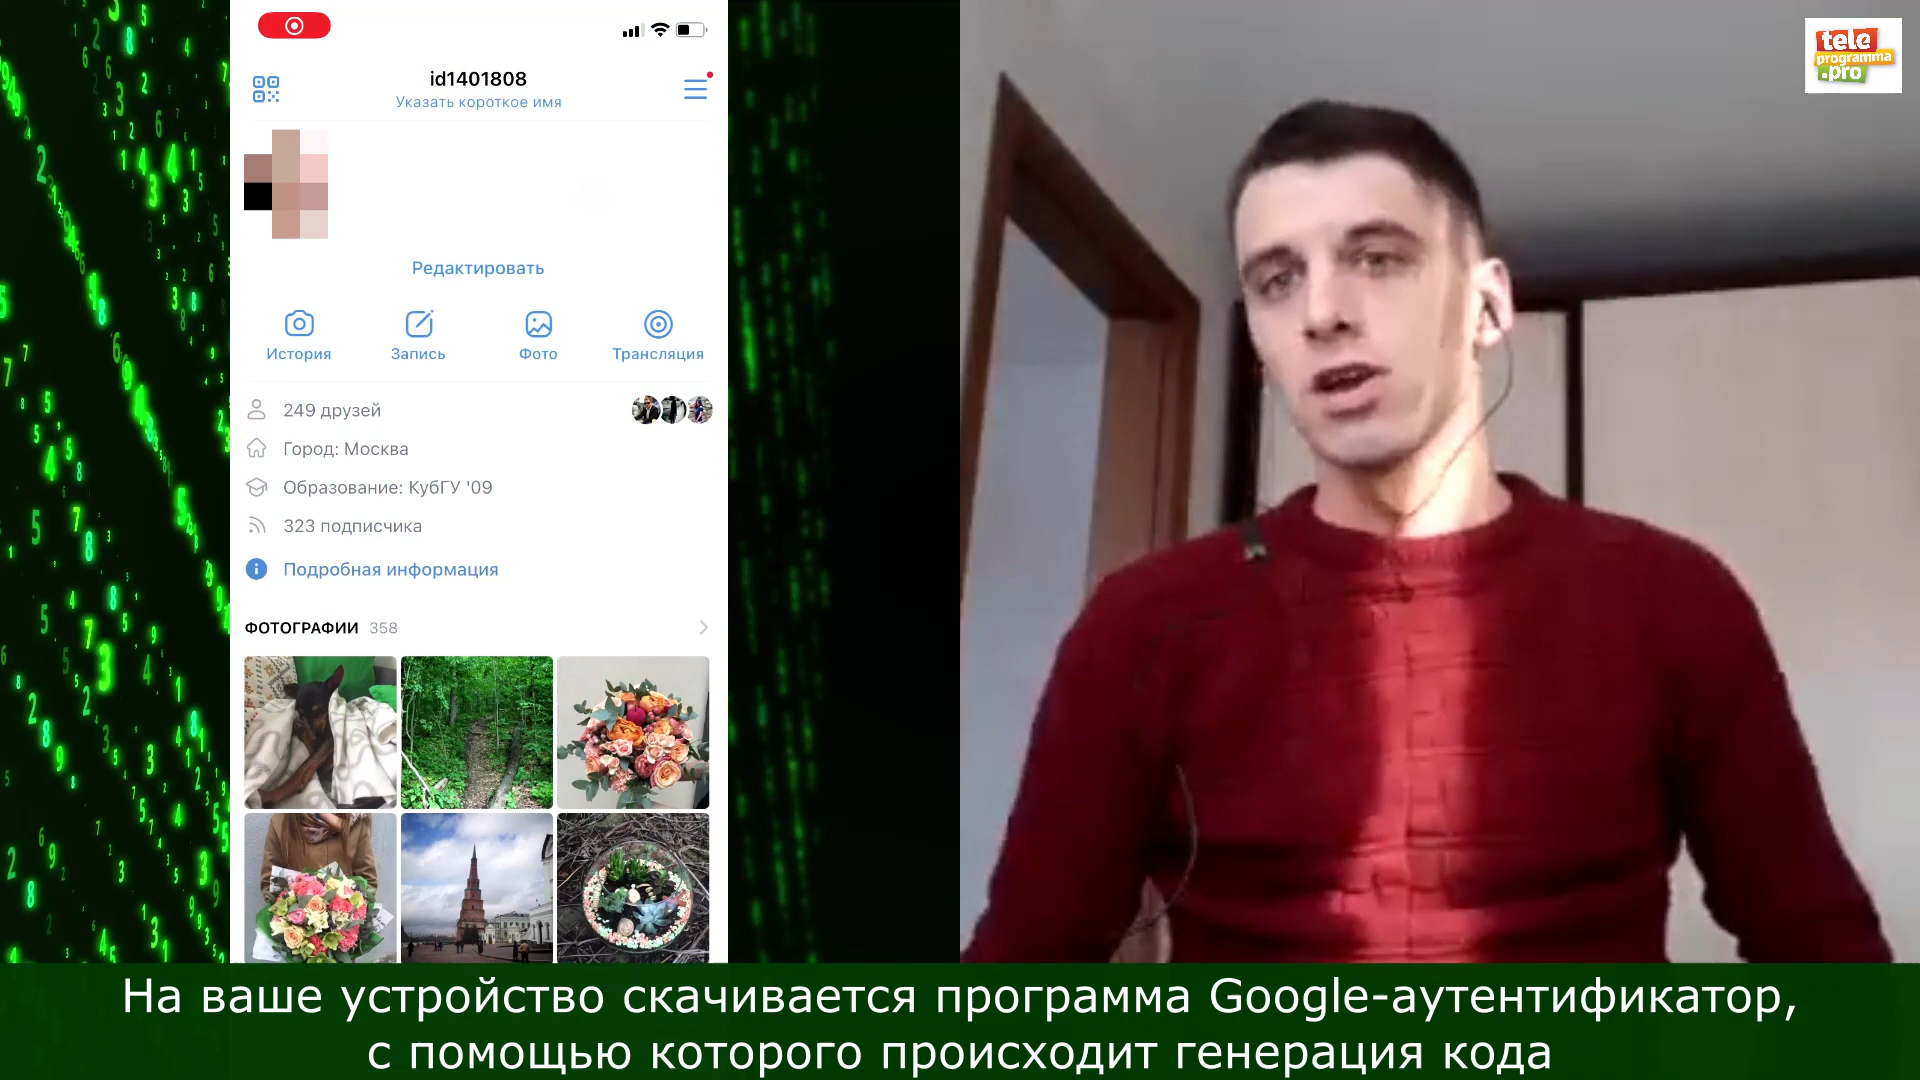 id1401808
Указать короткое имя
Редактировать
История
Запись
Фото
Трансляция
249 друзей
Город: Москва
Образование: КубГУ '09
323 подписчика
Подробная информация
ФОТОГРАФИИ 358
tele
programma
.pro
На ваше устройство скачивается программа Google-аутентификатор,
с помощью которого происходит генерация кода